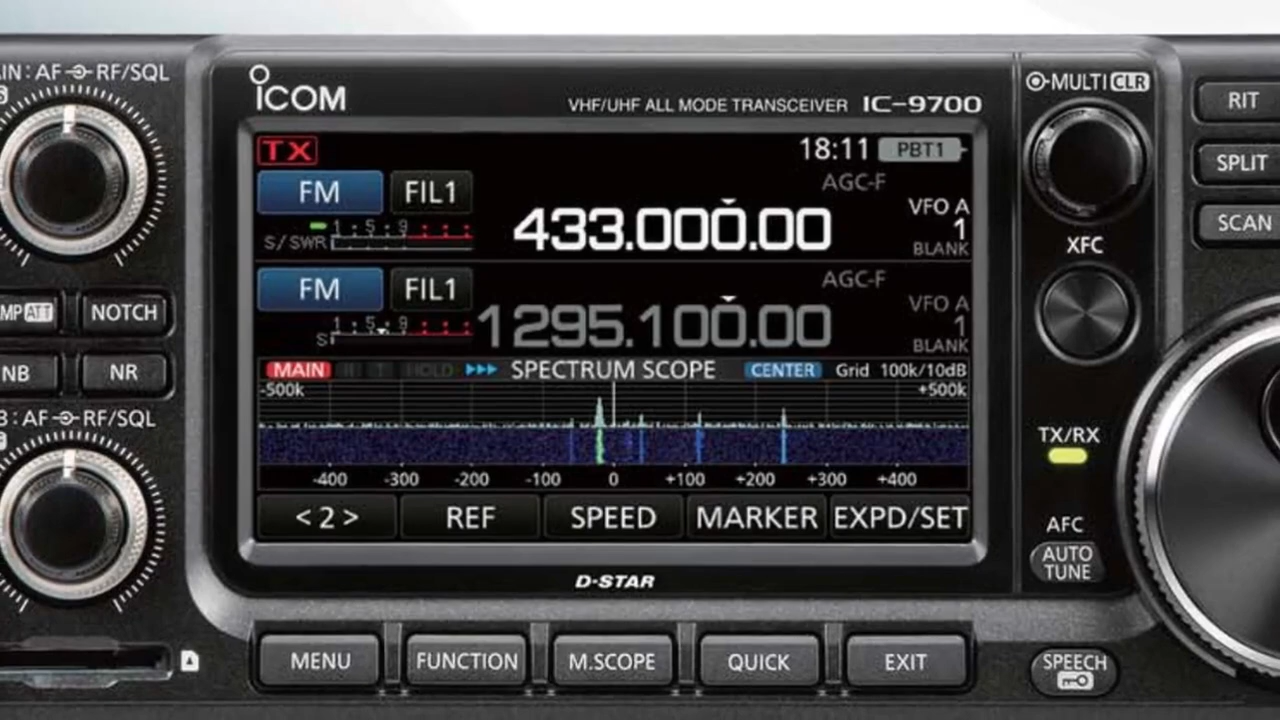 AIN: AF RF/SQL
ICOM
VHF/UHF ALL MODE TRANSCEIVER IC-9700
MULTI CLR
RIT
TX
18:11 PBT1
FM FIL1
AGC-F
433.000.00
VFO A
1
BLANK
S/SWR 1 5 9
SPLIT
SCAN
XFC
FM FIL1
AGC-F
1295.100.00
VFO A
1
BLANK
S 1 5 9
MP ATT NOTCH
NB NR
MAIN HOLD SPECTRUM SCOPE CENTER Grid 100k/10dB
-500k +500k
-400 -300 -200 -100 0 +100 +200 +300 +400
B: AF RF/SQL
TX/RX
<2> REF SPEED MARKER EXPD/SET
AFC
AUTO
TUNE
D-STAR
MENU FUNCTION M.SCOPE QUICK EXIT
SPEECH